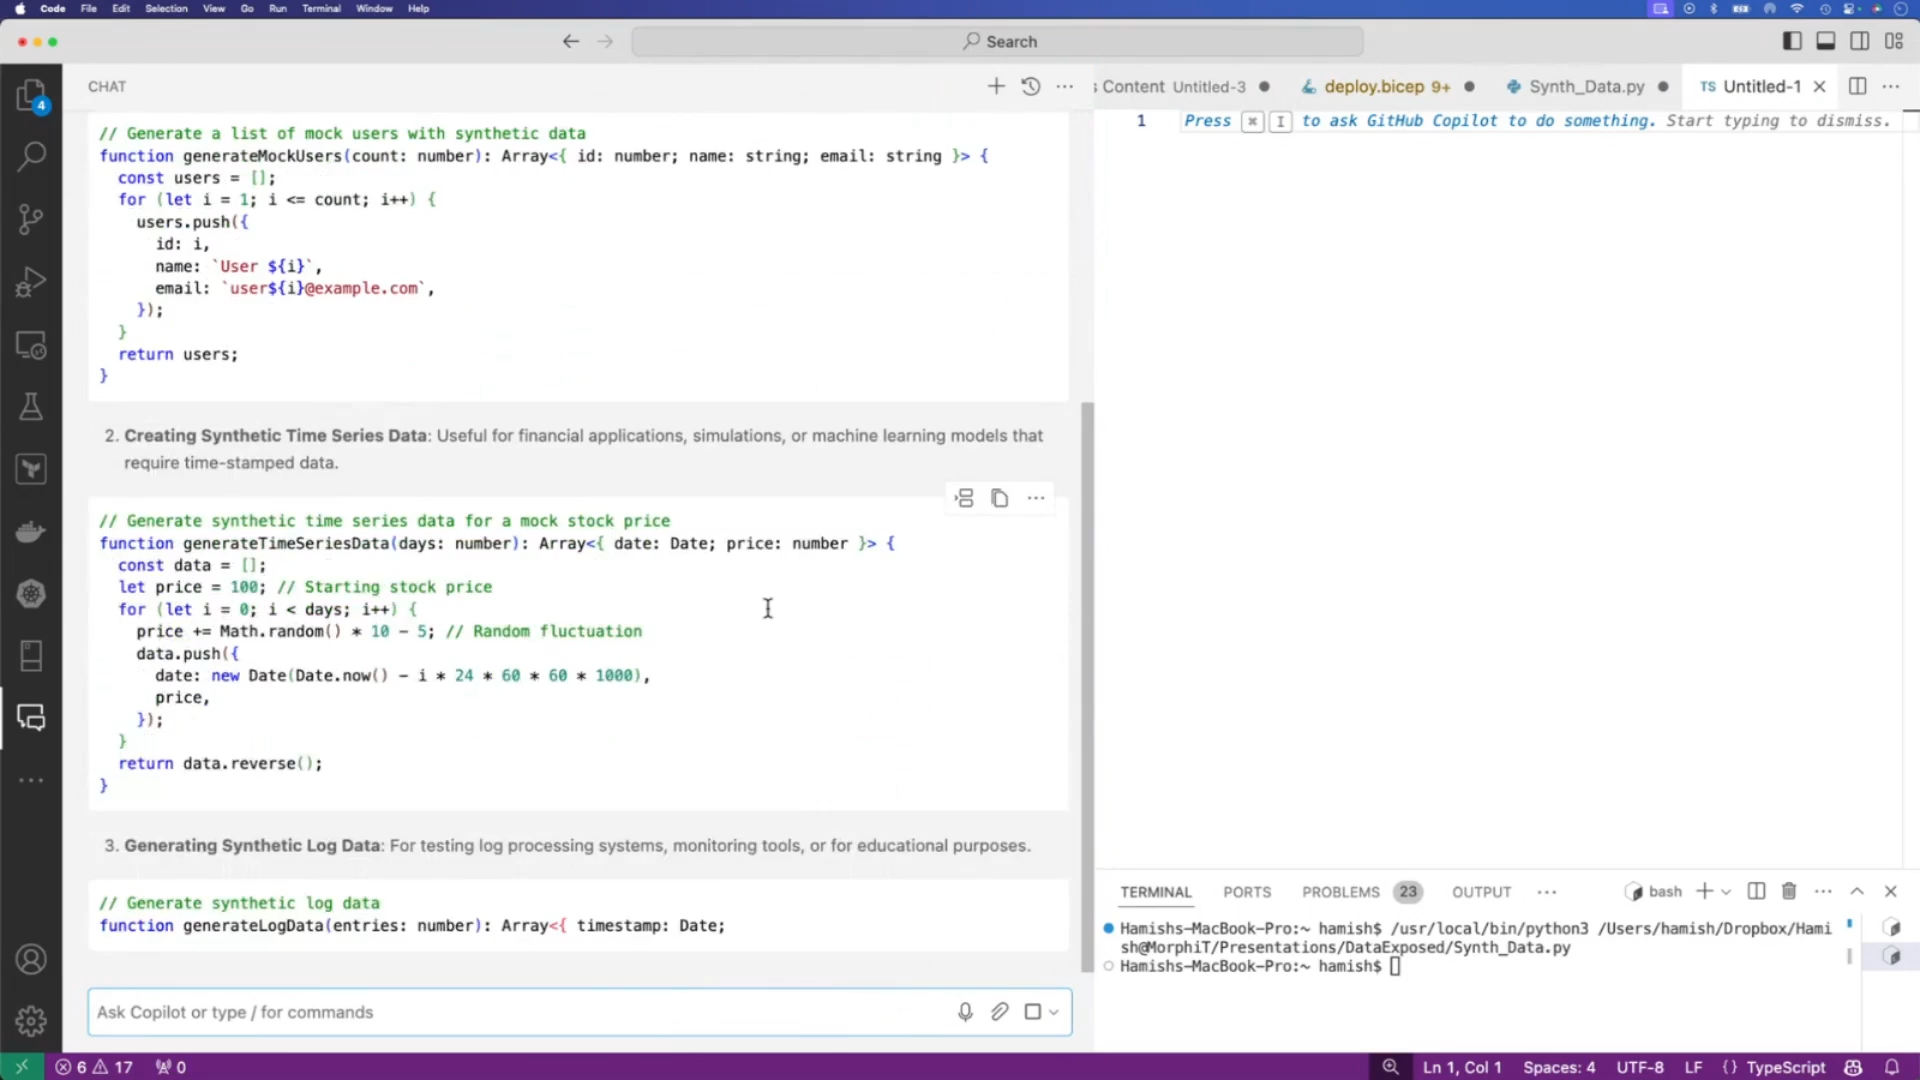 Code File Edit Selection View Go Run Terminal Window Help
Search
4
CHAT
Content Untitled-3
deploy.bicep 9+
Synth_Data.py
TS Untitled-1
// Generate a list of mock users with synthetic data
function generateMockUsers(count: number): Array<{ id: number; name: string; email: string }> {
const users = [];
for (let i = 1; i <= count; i++) {
users.push({
id: i,
name: `User ${i}`,
email: `user${i}@example.com`,
});
}
return users;
}
2. Creating Synthetic Time Series Data: Useful for financial applications, simulations, or machine learning models that
require time-stamped data.
// Generate synthetic time series data for a mock stock price
function generateTimeSeriesData(days: number): Array<{ date: Date; price: number }> {
const data = [];
let price = 100; // Starting stock price
for (let i = 0; i < days; i++) {
price += Math.random() * 10 - 5; // Random fluctuation
data.push({
date: new Date(Date.now() - i * 24 * 60 * 60 * 1000),
price,
});
}
return data.reverse();
}
3. Generating Synthetic Log Data: For testing log processing systems, monitoring tools, or for educational purposes.
// Generate synthetic log data
function generateLogData(entries: number): Array<{ timestamp: Date;
Ask Copilot or type / for commands
1 Press ⌘ I to ask GitHub Copilot to do something. Start typing to dismiss.
TERMINAL PORTS PROBLEMS 23 OUTPUT ... bash
Hamishs-MacBook-Pro:~ hamish$ /usr/local/bin/python3 /Users/hamish/Dropbox/Hami
sh@MorphiT/Presentations/DataExposed/Synth_Data.py
Hamishs-MacBook-Pro:~ hamish$
6 17 0
Ln 1, Col 1 Spaces: 4 UTF-8 LF {} TypeScript